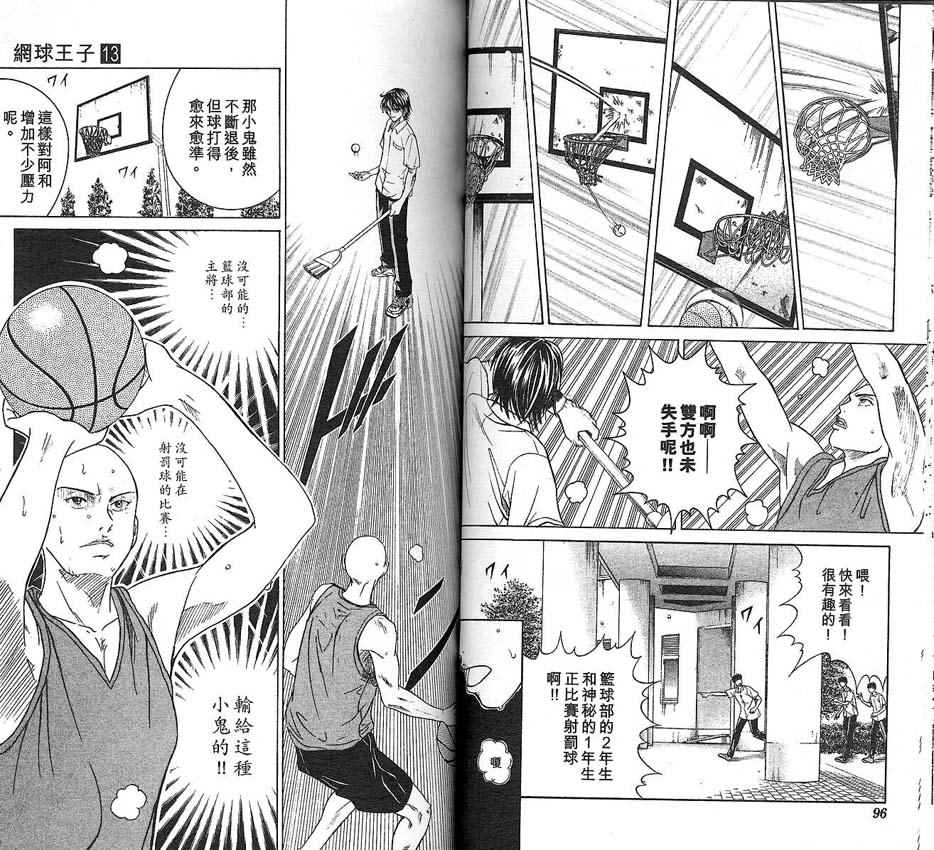 啊啊——
雙方也未
失手呢!!
喂！
快來看看！
很有趣的！
籃球部的２年生
和神秘的１年生
正比賽射罰球
啊!!
嗄
96
網球王子 13
那小鬼雖然
不斷退後，
但球打得
愈來愈準。
ワイ
ワイ
這樣對阿和
增加不少壓力
呢。
ドドド
沒可能的…
籃球部的
主將…
沒可能在
射罰球的比賽…
輸給這種
小鬼的!!